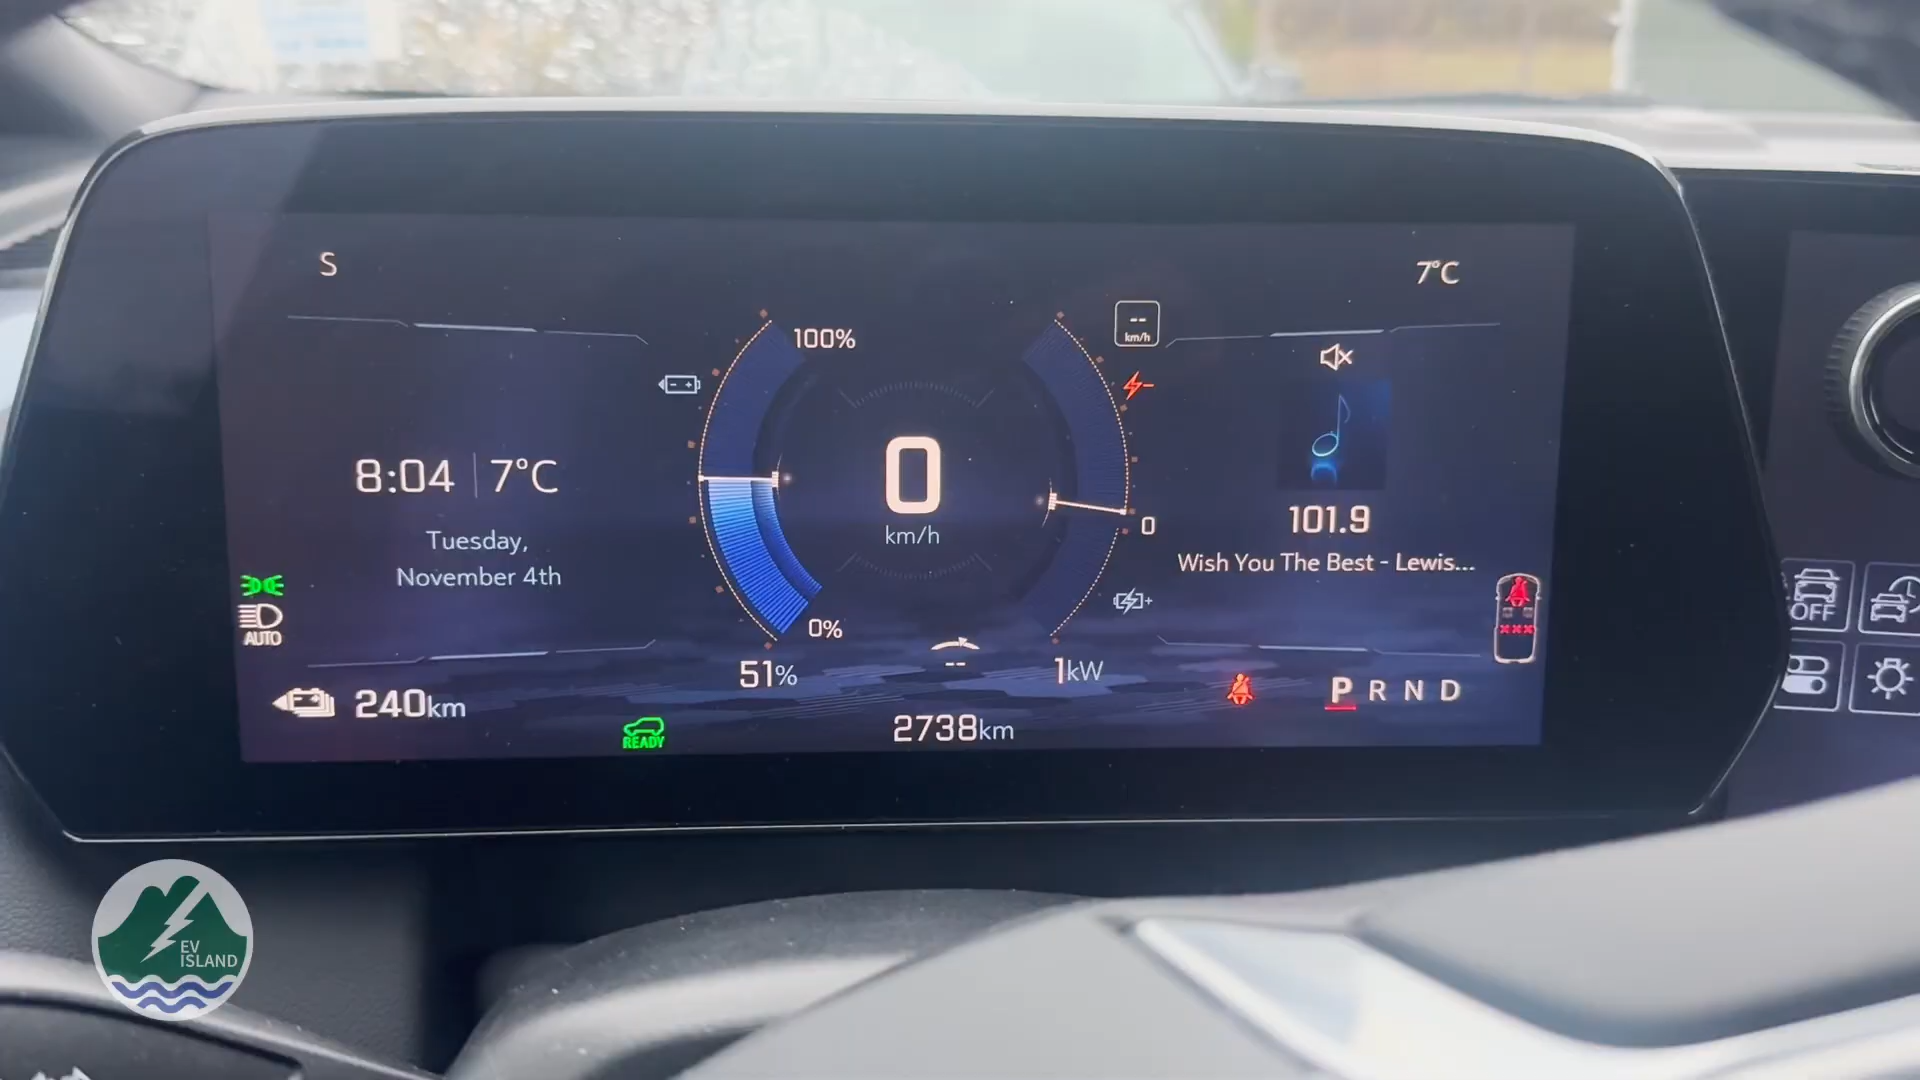 S
7°C
100%
--
km/h
8:04 7°C
0
km/h
0
101.9
Tuesday,
November 4th
Wish You The Best - Lewis...
AUTO
OFF
0%
51%
--
1kW
240km
READY
2738km
P R N D
EV
ISLAND